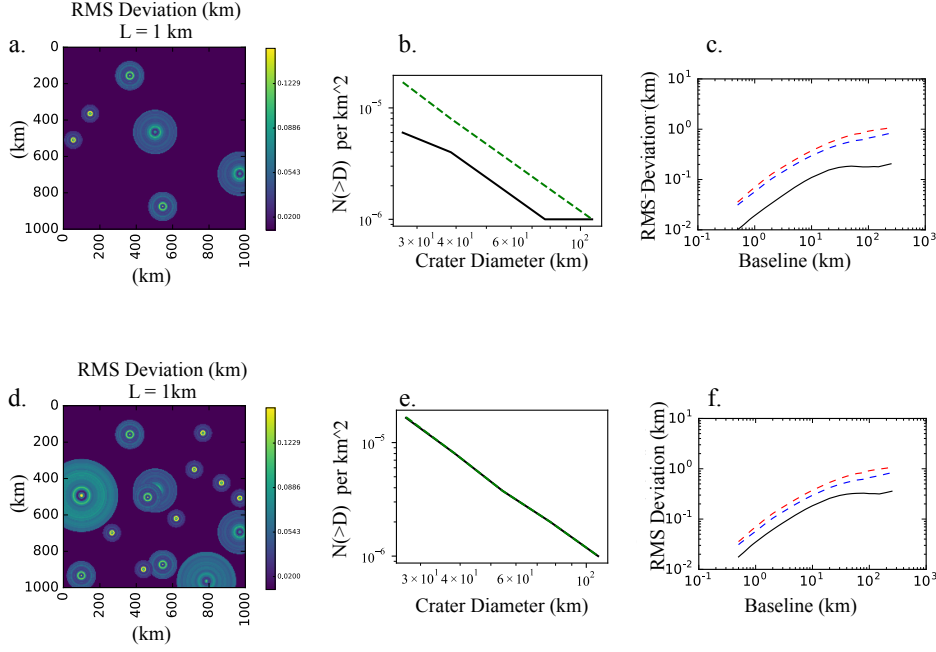 RMS Deviation (km)
L = 1 km
a.
b.
c.
0
200
400
600
800
1000
(km)
0
200
400
600
800
1000
(km)
0.1229
0.0886
0.0543
0.0200
N(>D) per km^2
10^-5
10^-6
3 × 10^1
4 × 10^1
6 × 10^1
10^2
Crater Diameter (km)
RMS Deviation (km)
10^1
10^0
10^-1
10^-2
10^-1
10^0
10^1
10^2
10^3
Baseline (km)
RMS Deviation (km)
L = 1km
d.
e.
f.
0
200
400
600
800
1000
(km)
0
200
400
600
800
1000
(km)
0.1229
0.0886
0.0543
0.0200
N(>D) per km^2
10^-5
10^-6
3 × 10^1
4 × 10^1
6 × 10^1
10^2
Crater Diameter (km)
RMS Deviation (km)
10^1
10^0
10^-1
10^-2
10^-1
10^0
10^1
10^2
10^3
Baseline (km)